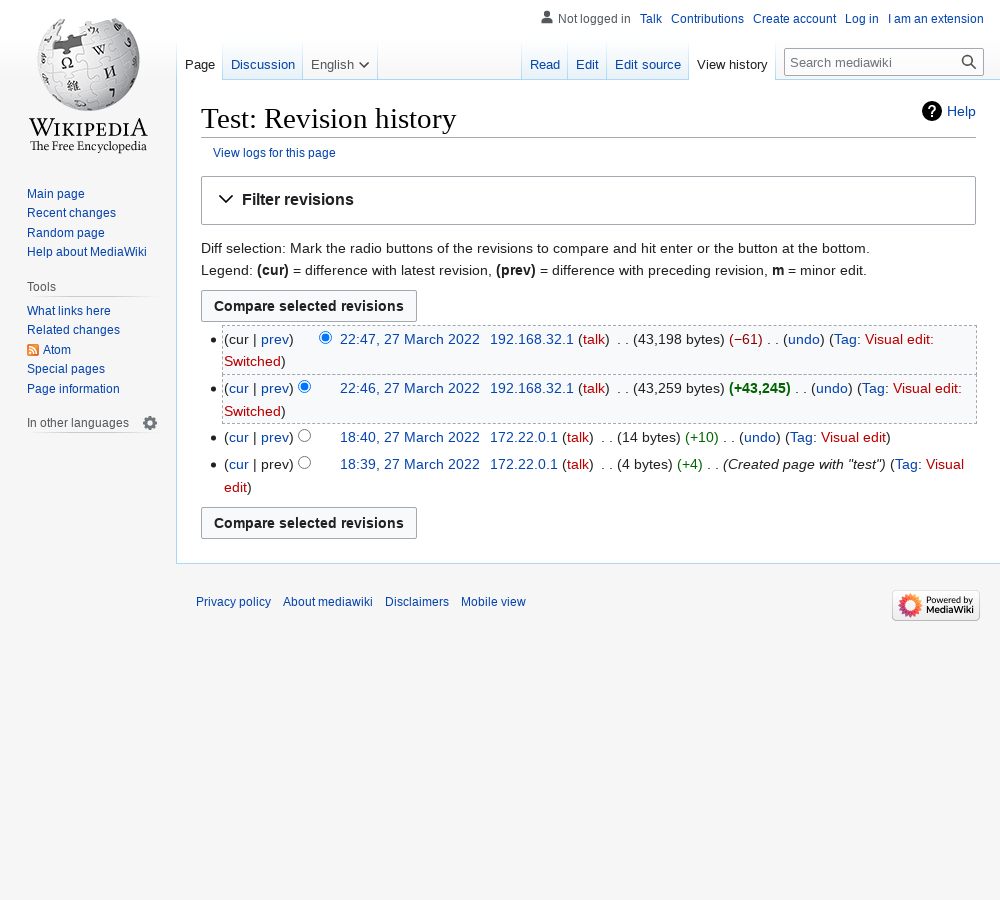 Not logged in Talk Contributions Create account Log in I am an extension
Page Discussion English Read Edit Edit source View history Search mediawiki
WIKIPEDIA
The Free Encyclopedia
Main page
Recent changes
Random page
Help about MediaWiki
Tools
What links here
Related changes
Atom
Special pages
Page information
In other languages
Test: Revision history
Help
View logs for this page
Filter revisions
Diff selection: Mark the radio buttons of the revisions to compare and hit enter or the button at the bottom.
Legend: (cur) = difference with latest revision, (prev) = difference with preceding revision, m = minor edit.
Compare selected revisions
(cur | prev) 22:47, 27 March 2022 192.168.32.1 (talk) . . (43,198 bytes) (−61) . . (undo) (Tag: Visual edit:
Switched)
(cur | prev) 22:46, 27 March 2022 192.168.32.1 (talk) . . (43,259 bytes) (+43,245) . . (undo) (Tag: Visual edit:
Switched)
(cur | prev) 18:40, 27 March 2022 172.22.0.1 (talk) . . (14 bytes) (+10) . . (undo) (Tag: Visual edit)
(cur | prev) 18:39, 27 March 2022 172.22.0.1 (talk) . . (4 bytes) (+4) . . (Created page with "test") (Tag: Visual
edit)
Compare selected revisions
Privacy policy About mediawiki Disclaimers Mobile view
Powered by
MediaWiki